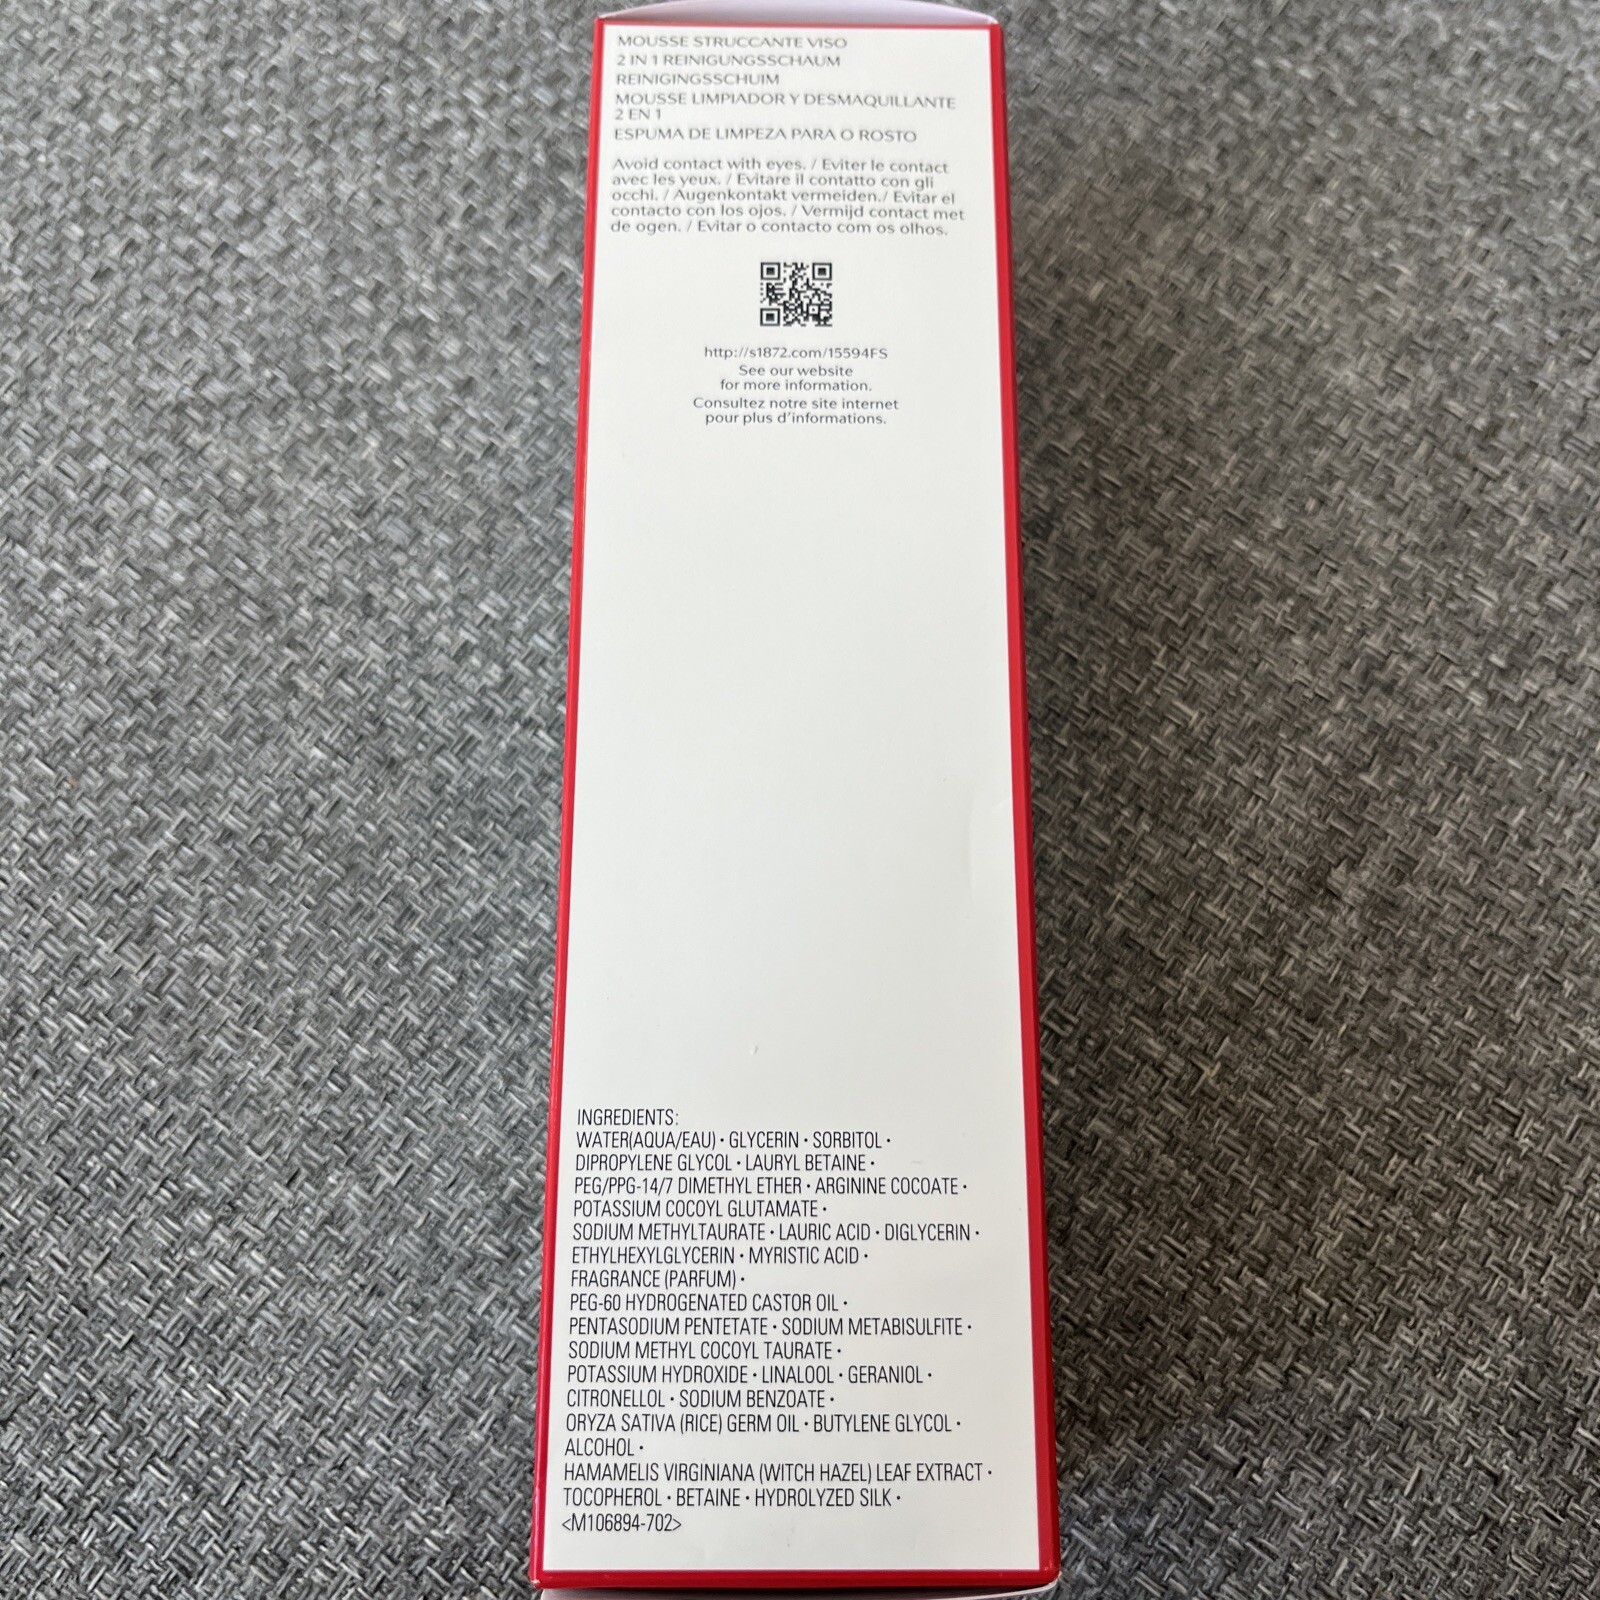 MOUSSE STRUCCANTE VISO
2 IN 1 REINIGUNGSSCHAUM
REINIGINGSSCHUIM
MOUSSE LIMPIADOR Y DESMAQUILLANTE
2 EN 1
ESPUMA DE LIMPEZA PARA O ROSTO
Avoid contact with eyes. / Eviter le contact
avec les yeux. / Evitare il contatto con gli
occhi. / Augenkontakt vermeiden./ Evitar el
contacto con los ojos. / Vermijd contact met
de ogen. / Evitar o contacto com os olhos.
http://s1872.com/15594FS
See our website
for more information.
Consultez notre site internet
pour plus d'informations.
INGREDIENTS:
WATER(AQUA/EAU) • GLYCERIN • SORBITOL •
DIPROPYLENE GLYCOL • LAURYL BETAINE •
PEG/PPG-14/7 DIMETHYL ETHER • ARGININE COCOATE •
POTASSIUM COCOYL GLUTAMATE •
SODIUM METHYLTAURATE • LAURIC ACID • DIGLYCERIN •
ETHYLHEXYLGLYCERIN • MYRISTIC ACID •
FRAGRANCE (PARFUM) •
PEG-60 HYDROGENATED CASTOR OIL •
PENTASODIUM PENTETATE • SODIUM METABISULFITE •
SODIUM METHYL COCOYL TAURATE •
POTASSIUM HYDROXIDE • LINALOOL • GERANIOL •
CITRONELLOL • SODIUM BENZOATE •
ORYZA SATIVA (RICE) GERM OIL • BUTYLENE GLYCOL •
ALCOHOL •
HAMAMELIS VIRGINIANA (WITCH HAZEL) LEAF EXTRACT •
TOCOPHEROL • BETAINE • HYDROLYZED SILK •
<M106894-702>